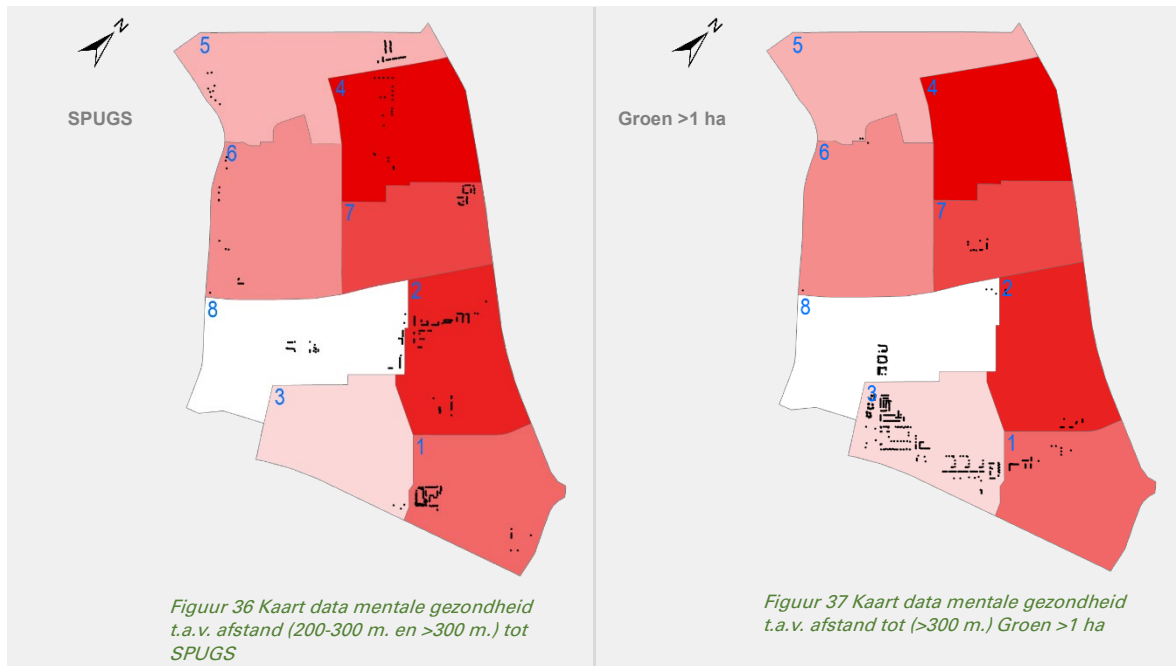 N
SPUGS
5
4
6
7
8
2
3
1
Figuur 36 Kaart data mentale gezondheid
t.a.v. afstand (200-300 m. en >300 m.) tot
SPUGS
N
Groen >1 ha
5
4
6
7
8
2
3
1
Figuur 37 Kaart data mentale gezondheid
t.a.v. afstand tot (>300 m.) Groen >1 ha